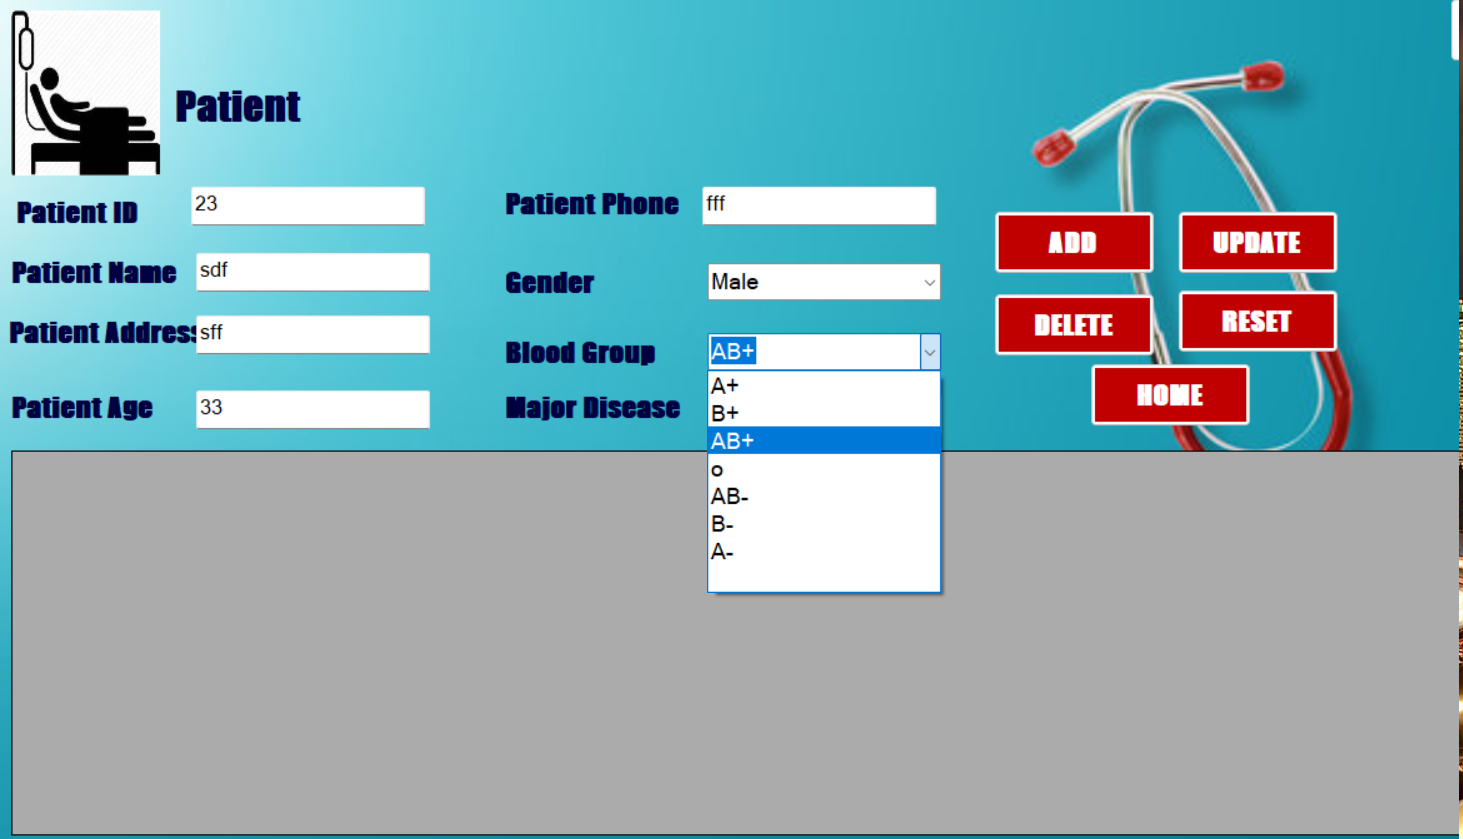 Patient
Patient ID
23
Patient Name
sdf
Patient Address
sff
Patient Age
33
Patient Phone
fff
Gender
Male
Blood Group
AB+
A+
B+
AB+
o
AB-
B-
A-
Major Disease
ADD
UPDATE
DELETE
RESET
HOME